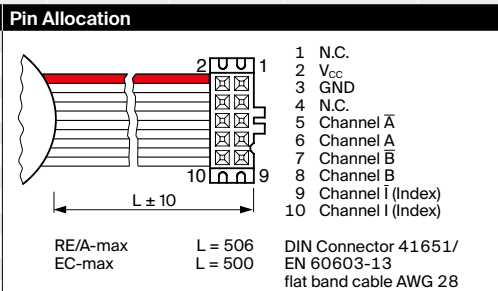 Pin Allocation
2 1
10 9
L ± 10
1 N.C.
2 Vcc
3 GND
4 N.C.
5 Channel A̅
6 Channel A
7 Channel B̅
8 Channel B
9 Channel I̅ (Index)
10 Channel I (Index)
RE/A-max L = 506
EC-max L = 500
DIN Connector 41651/
EN 60603-13
flat band cable AWG 28